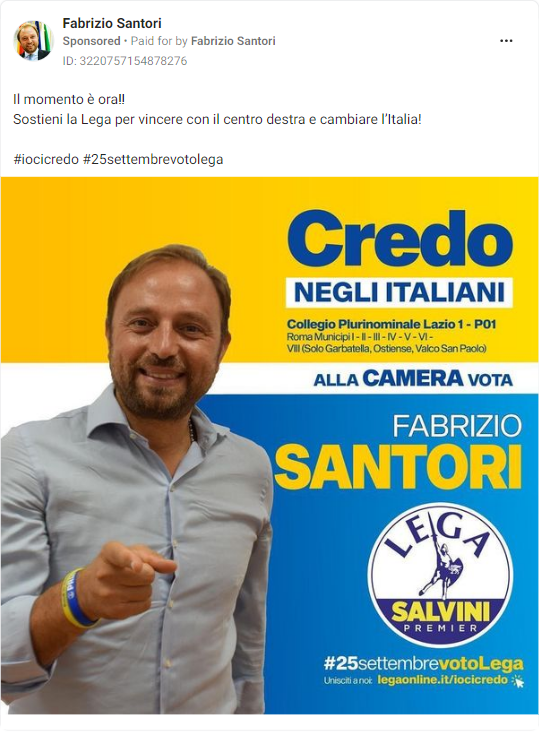 Fabrizio Santori
Sponsored • Paid for by Fabrizio Santori
ID: 3220757154878276
Il momento è ora!!
Sostieni la Lega per vincere con il centro destra e cambiare l'Italia!
#iocicredo #25settembrevotolega
Credo
NEGLI ITALIANI
Collegio Plurinominale Lazio 1 - P01
Roma Municipi I - II - III - IV - V - VI -
VIII (Solo Garbatella, Ostiense, Valco San Paolo)
ALLA CAMERA VOTA
FABRIZIO
SANTORI
LEGA
SALVINI
PREMIER
#25settembrevotoLega
Unisciti a noi: legaonline.it/iocicredo